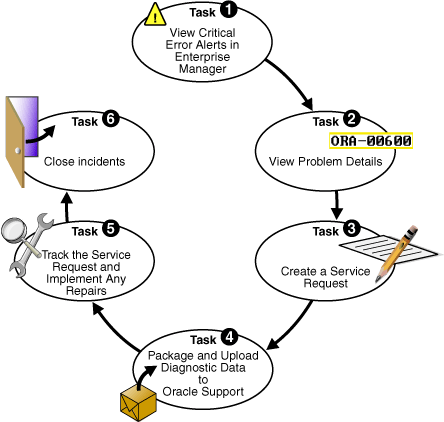 Task 1
!
View Critical
Error Alerts in
Enterprise
Manager
Task 2
ORA-00600
View Problem Details
Task 3
Create a Service
Request
Task 4
Package and Upload
Diagnostic Data
to
Oracle Support
Task 5
Track the Service
Request and
Implement Any
Repairs
Task 6
Close incidents